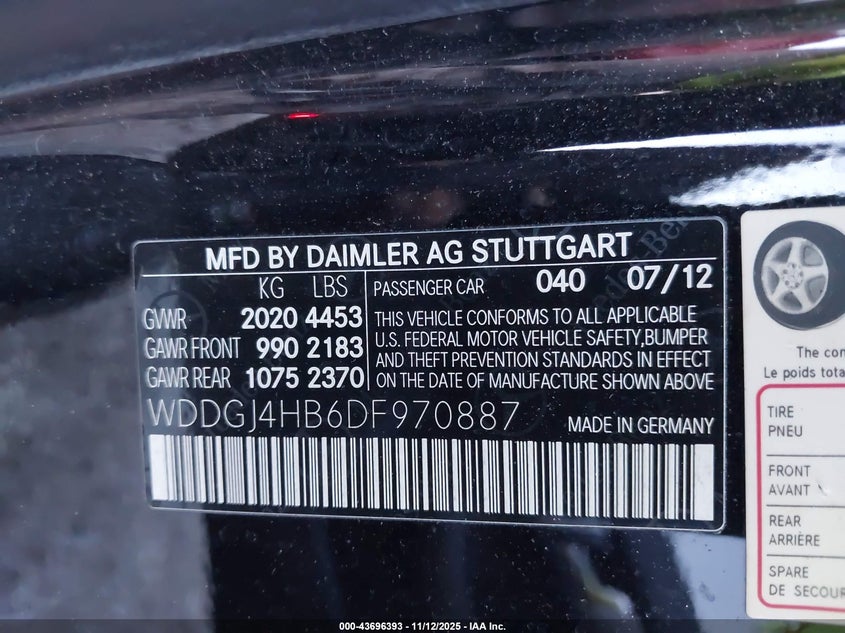 MFD BY DAIMLER AG STUTTGART
KG LBS
GVWR 2020 4453
GAWR FRONT 990 2183
GAWR REAR 1075 2370
PASSENGER CAR 040 07/12
THIS VEHICLE CONFORMS TO ALL APPLICABLE
U.S. FEDERAL MOTOR VEHICLE SAFETY,BUMPER
AND THEFT PREVENTION STANDARDS IN EFFECT
ON THE DATE OF MANUFACTURE SHOWN ABOVE
WDDGJ4HB6DF970887
MADE IN GERMANY
The com
Le poids tota
TIRE
PNEU
FRONT
AVANT
REAR
ARRIÈRE
SPARE
DE SECOUR
000-43696393 - 11/12/2025 - IAA Inc.